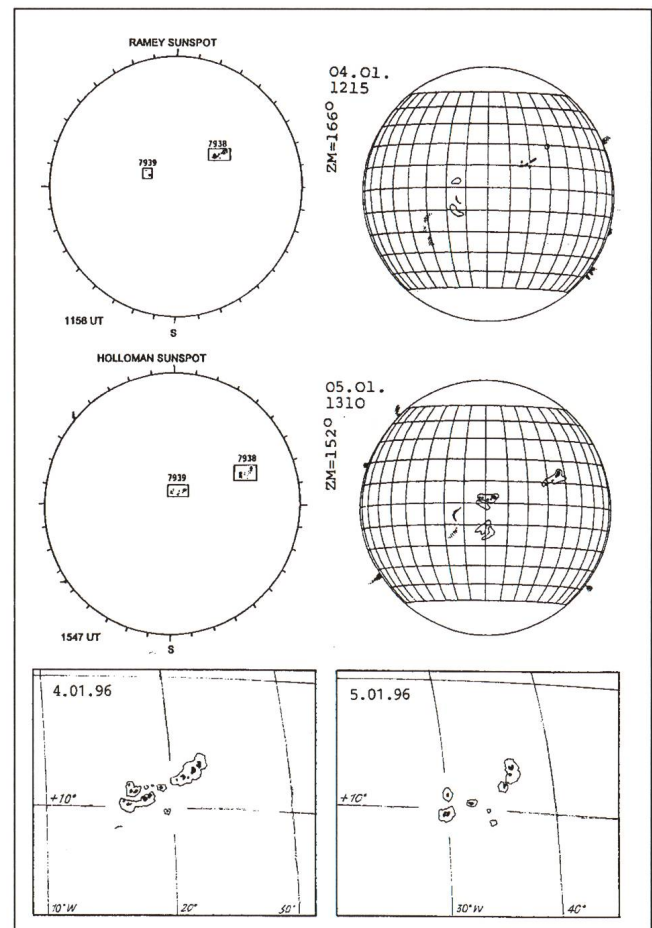 RAMEY SUNSPOT
7938
7939
1156 UT
S
04.01.
1215
ZM=166°
HOLLOMAN SUNSPOT
7938
7939
1547 UT
S
05.01.
1310
ZM=152°
4.01.96
+10°
10°W
20°
30°
5.01.96
+10°
30°W
40°